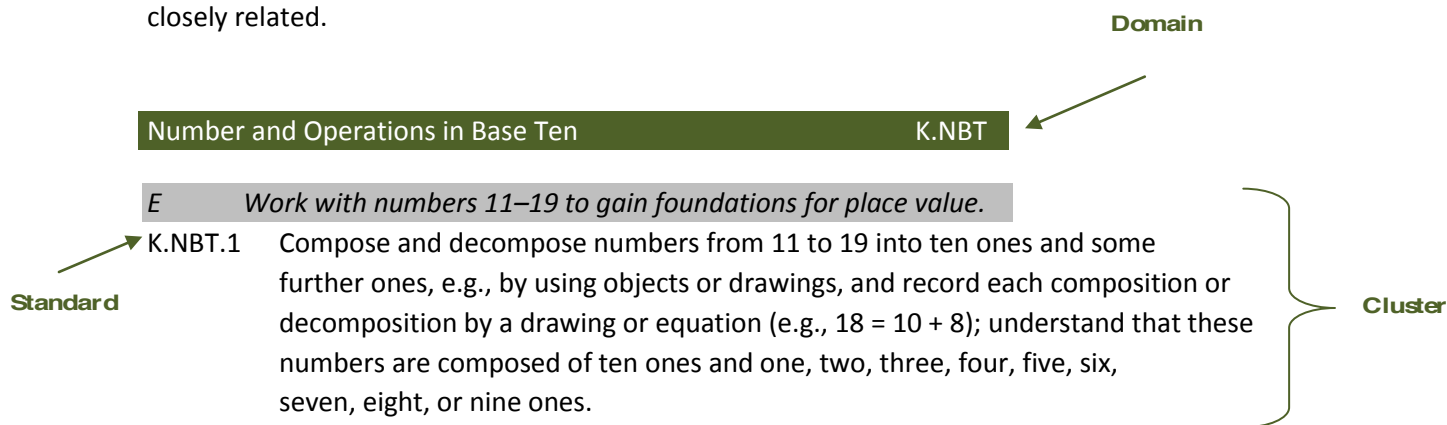 closely related.
Domain
Number and Operations in Base Ten K.NBT
E Work with numbers 11–19 to gain foundations for place value.
K.NBT.1 Compose and decompose numbers from 11 to 19 into ten ones and some
further ones, e.g., by using objects or drawings, and record each composition or
Standard
decomposition by a drawing or equation (e.g., 18 = 10 + 8); understand that these
Cluster
numbers are composed of ten ones and one, two, three, four, five, six,
seven, eight, or nine ones.